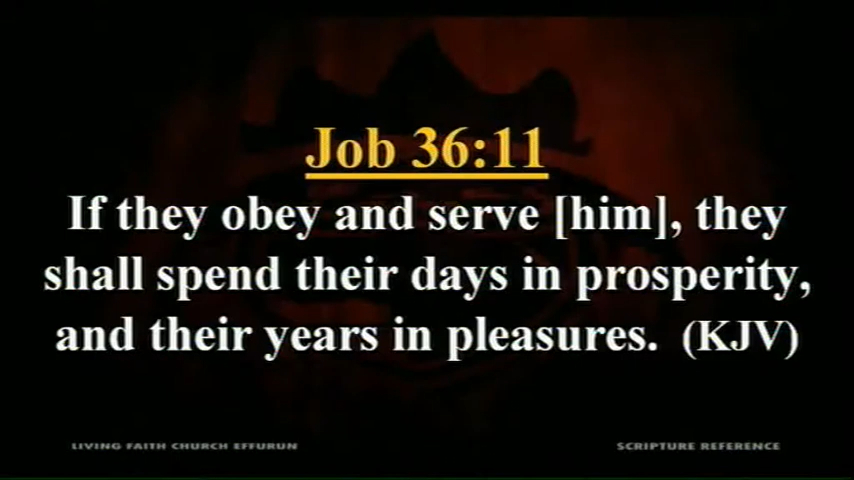 Job 36:11
If they obey and serve [him], they
shall spend their days in prosperity,
and their years in pleasures. (KJV)
LIVING FAITH CHURCH EFFURUN
SCRIPTURE REFERENCE